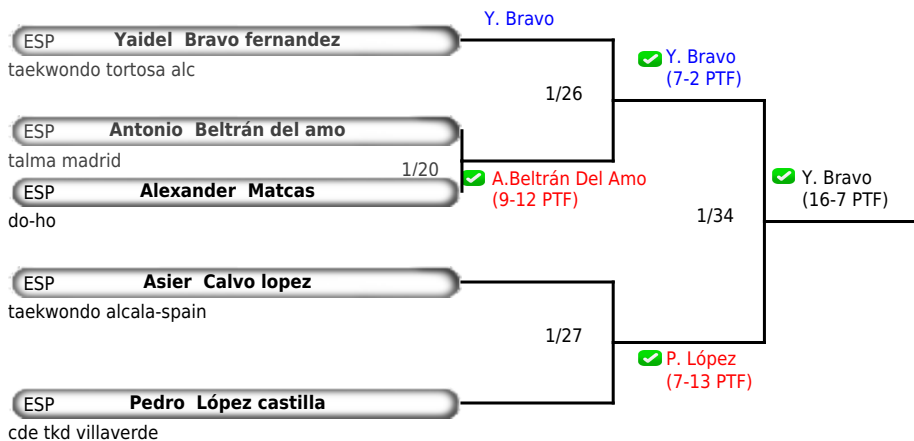 Y. Bravo
ESP Yaidel Bravo fernandez
taekwondo tortosa alc
Y. Bravo
(7-2 PTF)
1/26
ESP Antonio Beltrán del amo
talma madrid
1/20
A.Beltrán Del Amo
(9-12 PTF)
Y. Bravo
(16-7 PTF)
ESP Alexander Matcas
do-ho
1/34
ESP Asier Calvo lopez
taekwondo alcala-spain
1/27
P. López
(7-13 PTF)
ESP Pedro López castilla
cde tkd villaverde